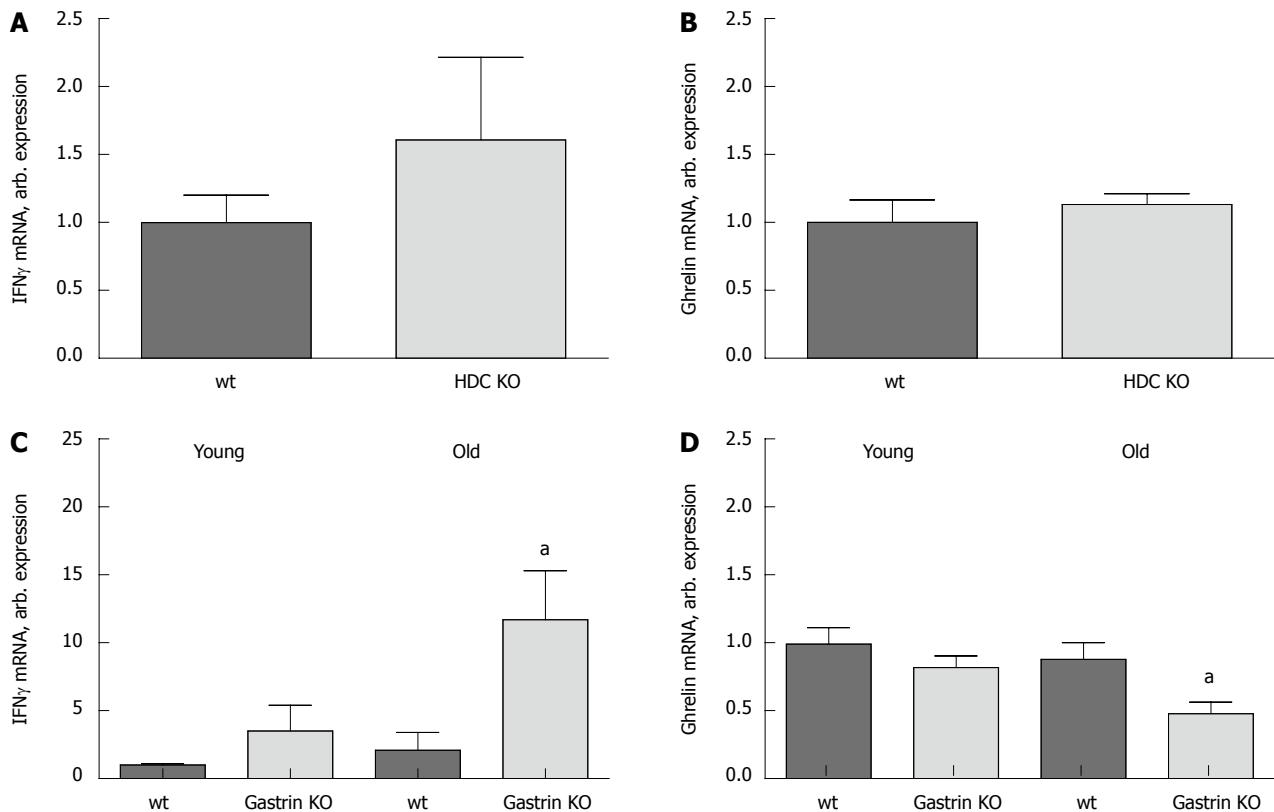 A
IFNγ mRNA, arb. expression
2.5
2.0
1.5
1.0
0.5
0.0
wt HDC KO
B
Ghrelin mRNA, arb. expression
2.5
2.0
1.5
1.0
0.5
0.0
wt HDC KO
C
IFNγ mRNA, arb. expression
25
20
15
10
5
0
Young Old
a
wt Gastrin KO wt Gastrin KO
D
Ghrelin mRNA, arb. expression
2.5
2.0
1.5
1.0
0.5
0.0
Young Old
a
wt Gastrin KO wt Gastrin KO